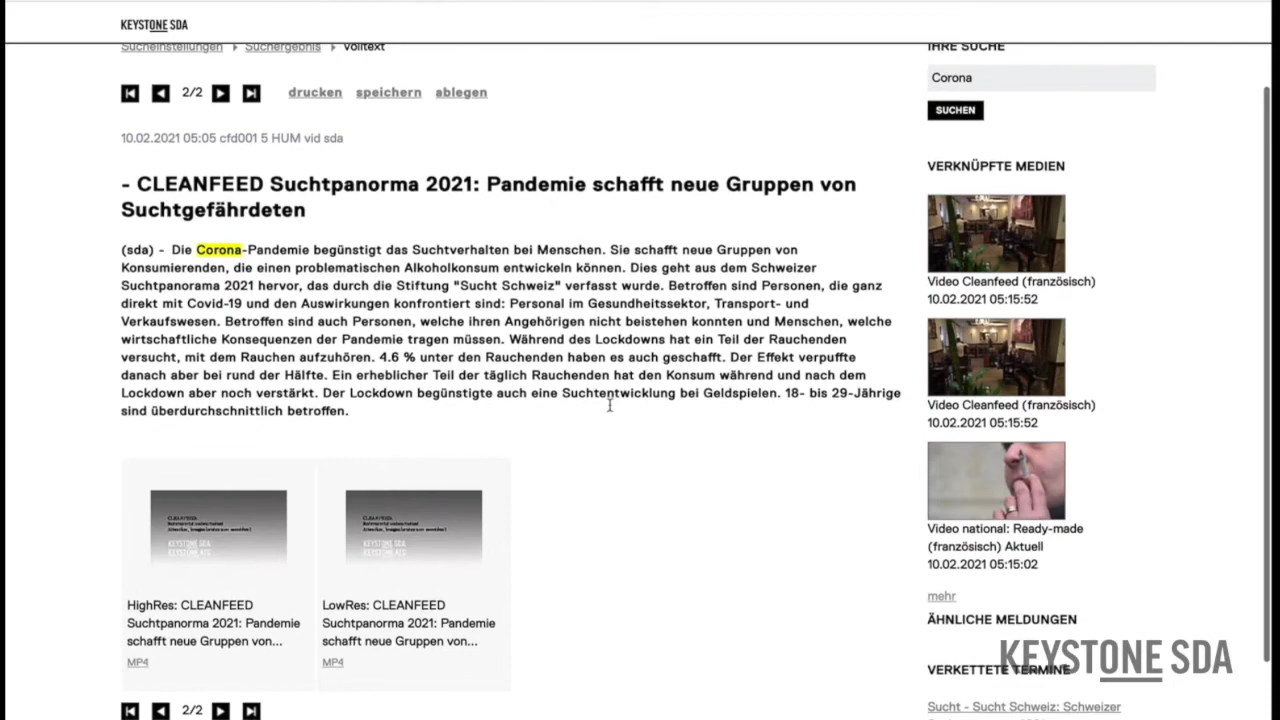 KEYSTONE SDA
Sucheinstellungen
Suchergebnis
Volltext
2/2
drucken speichern ablegen
10.02.2021 05:05 cfd001 5 HUM vid sda
- CLEANFEED Suchtpanorma 2021: Pandemie schafft neue Gruppen von
Suchtgefährdeten
(sda) - Die Corona-Pandemie begünstigt das Suchtverhalten bei Menschen. Sie schafft neue Gruppen von
Konsumierenden, die einen problematischen Alkoholkonsum entwickeln können. Dies geht aus dem Schweizer
Suchtpanorama 2021 hervor, das durch die Stiftung "Sucht Schweiz" verfasst wurde. Betroffen sind Personen, die ganz
direkt mit Covid-19 und den Auswirkungen konfrontiert sind: Personal im Gesundheitssektor, Transport- und
Verkaufswesen. Betroffen sind auch Personen, welche ihren Angehörigen nicht beistehen konnten und Menschen, welche
wirtschaftliche Konsequenzen der Pandemie tragen müssen. Während des Lockdowns hat ein Teil der Rauchenden
versucht, mit dem Rauchen aufzuhören. 4.6 % unter den Rauchenden haben es auch geschafft. Der Effekt verpuffte
danach aber bei rund der Hälfte. Ein erheblicher Teil der täglich Rauchenden hat den Konsum während und nach dem
Lockdown aber noch verstärkt. Der Lockdown begünstigte auch eine Suchtentwicklung bei Geldspielen. 18- bis 29-Jährige
sind überdurchschnittlich betroffen.
HighRes: CLEANFEED
Suchtpanorma 2021: Pandemie
schafft neue Gruppen von...
MP4
LowRes: CLEANFEED
Suchtpanorma 2021: Pandemie
schafft neue Gruppen von...
MP4
2/2
IHRE SUCHE
Corona
SUCHEN
VERKNÜPFTE MEDIEN
Video Cleanfeed (französisch)
10.02.2021 05:15:52
Video Cleanfeed (französisch)
10.02.2021 05:15:52
Video national: Ready-made
(französisch) Aktuell
10.02.2021 05:15:02
mehr
ÄHNLICHE MELDUNGEN
VERKETTETE TERMINE
Sucht - Sucht Schweiz: Schweizer
KEYSTONE SDA